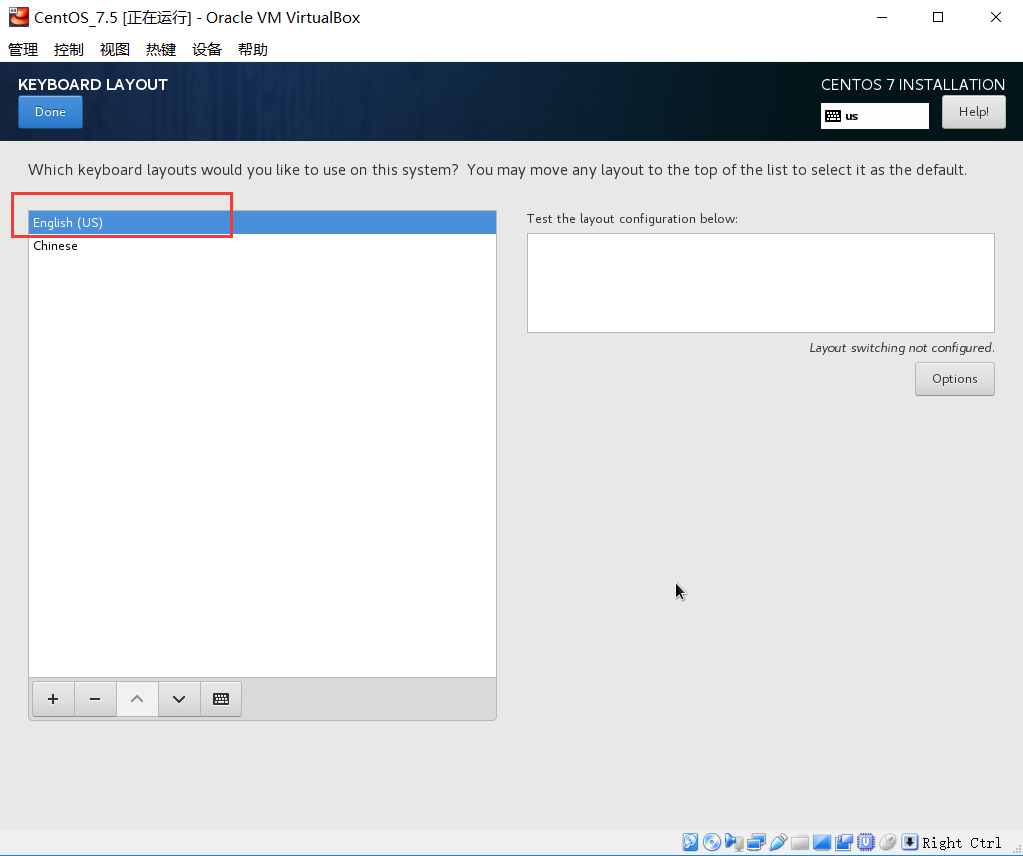 CentOS_7.5 [正在运行] - Oracle VM VirtualBox
管理 控制 视图 热键 设备 帮助
KEYBOARD LAYOUT
CENTOS 7 INSTALLATION
Done
us
Help!
Which keyboard layouts would you like to use on this system? You may move any layout to the top of the list to select it as the default.
English (US)
Chinese
Test the layout configuration below:
Layout switching not configured.
Options
Right Ctrl